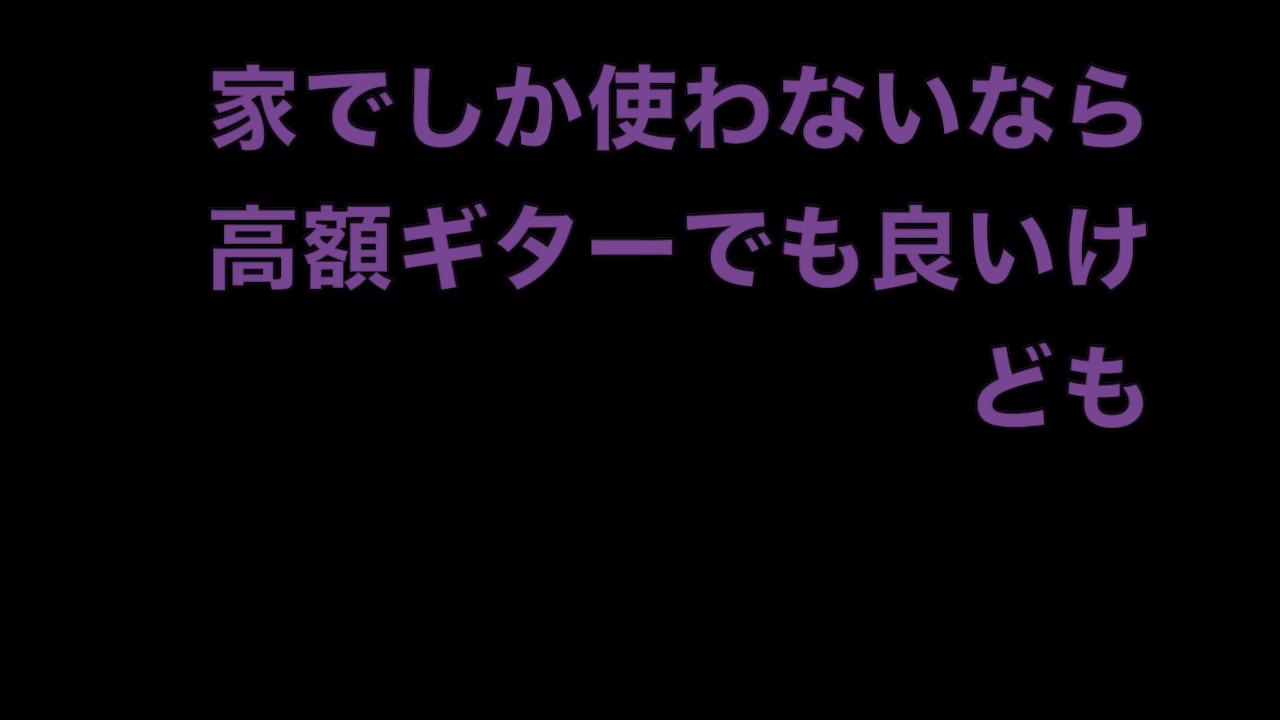 家でしか使わないなら
高額ギターでも良いけ
ども